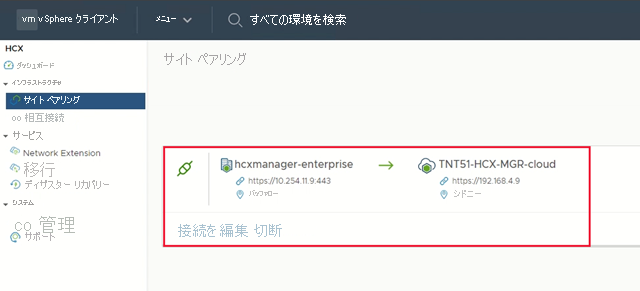 vm vSphere クライアント メニュー すべての環境を検索
HCX
ダッシュボード
インフラストラクチャ
サイト ペアリング
co 相互接続
サービス
Network Extension
移行
ディザスター リカバリー
システム
co 管理
サポート
サイト ペアリング
hcxmanager-enterprise
https://10.254.11.9:443
バッファロー
TNT51-HCX-MGR-cloud
https://192.168.4.9
シドニー
接続を編集 切断